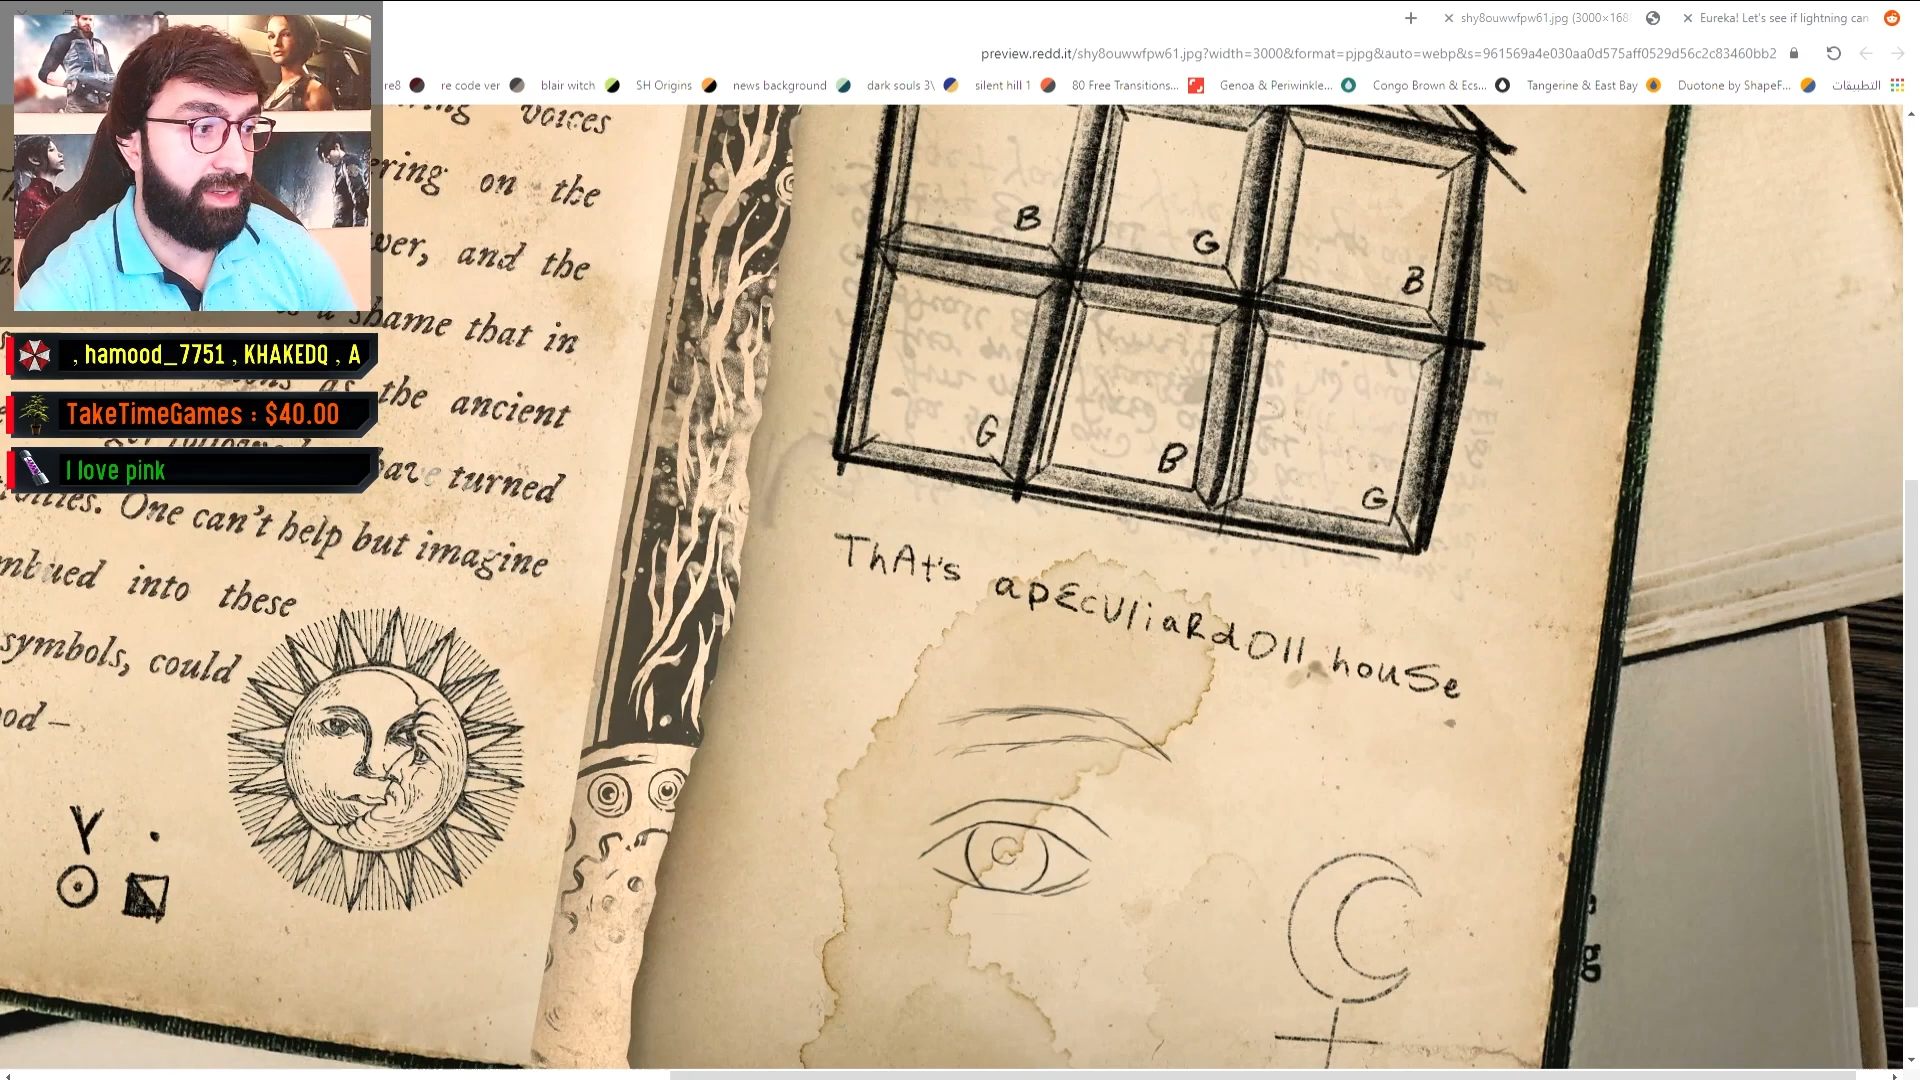 shy8ouwwfpw61.jpg (3000×168
Eureka! Let's see if lightning can
preview.redd.it/shy8ouwwfpw61.jpg?width=3000&format=pjpg&auto=webp&s=961569a4e030aa0d575aff0529d56c2c83460bb2
re8
re code ver
blair witch
SH Origins
news background
dark souls 3\
silent hill 1
80 Free Transitions...
Genoa & Periwinkle...
Congo Brown & Ecs...
Tangerine & East Bay
Duotone by ShapeF...
التطبيقات
voices
on the
and the
a shame that in
as the ancient
have turned
One can't help but imagine
into these
symbols, could
, hamood_7751 , KHAKEDQ , A
TakeTimeGames : $40.00
I love pink
B G B
G B G
ThAt's apEcUliaRdOll houSe
g